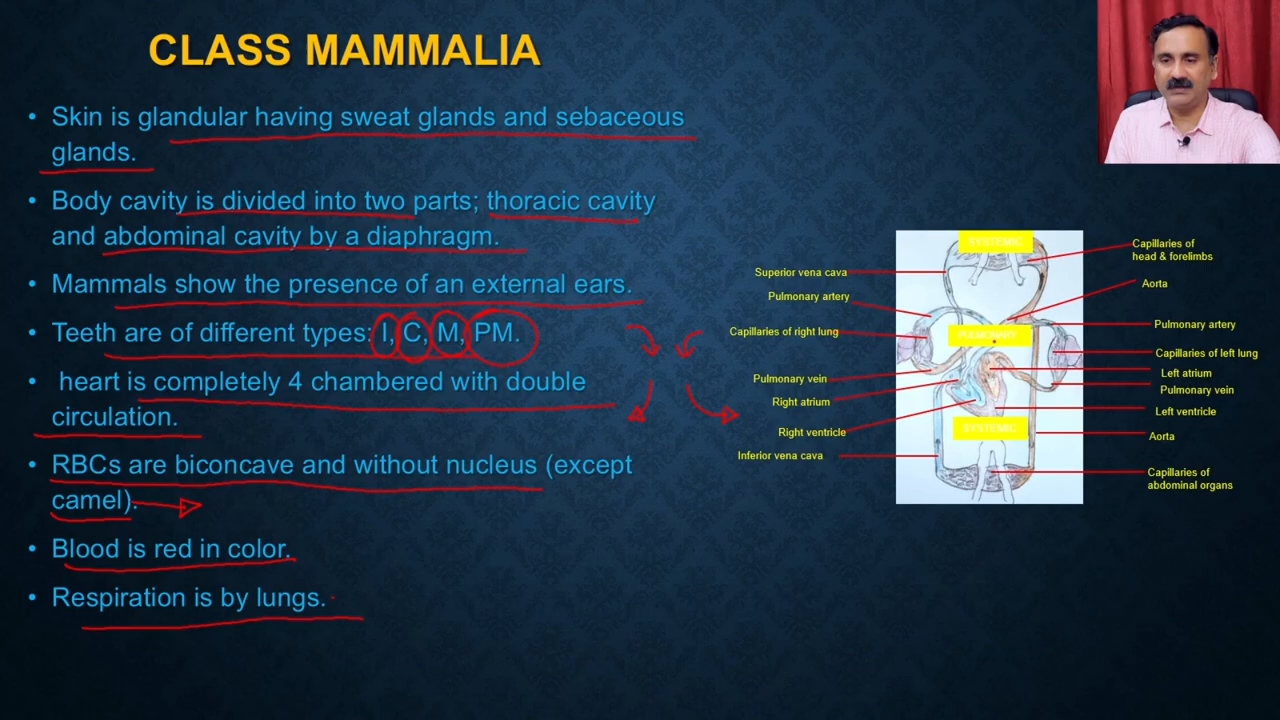 CLASS MAMMALIA
• Skin is glandular having sweat glands and sebaceous
glands.
• Body cavity is divided into two parts; thoracic cavity
and abdominal cavity by a diaphragm.
• Mammals show the presence of an external ears.
• Teeth are of different types: I, C, M, PM.
• heart is completely 4 chambered with double
circulation.
• RBCs are biconcave and without nucleus (except
camel).
• Blood is red in color.
• Respiration is by lungs.
SYSTEMIC
Superior vena cava
Pulmonary artery
Capillaries of right lung
PULMONARY
Pulmonary vein
Right atrium
Right ventricle
SYSTEMIC
Inferior vena cava
Capillaries of
head & forelimbs
Aorta
Pulmonary artery
Capillaries of left lung
Left atrium
Pulmonary vein
Left ventricle
Aorta
Capillaries of
abdominal organs